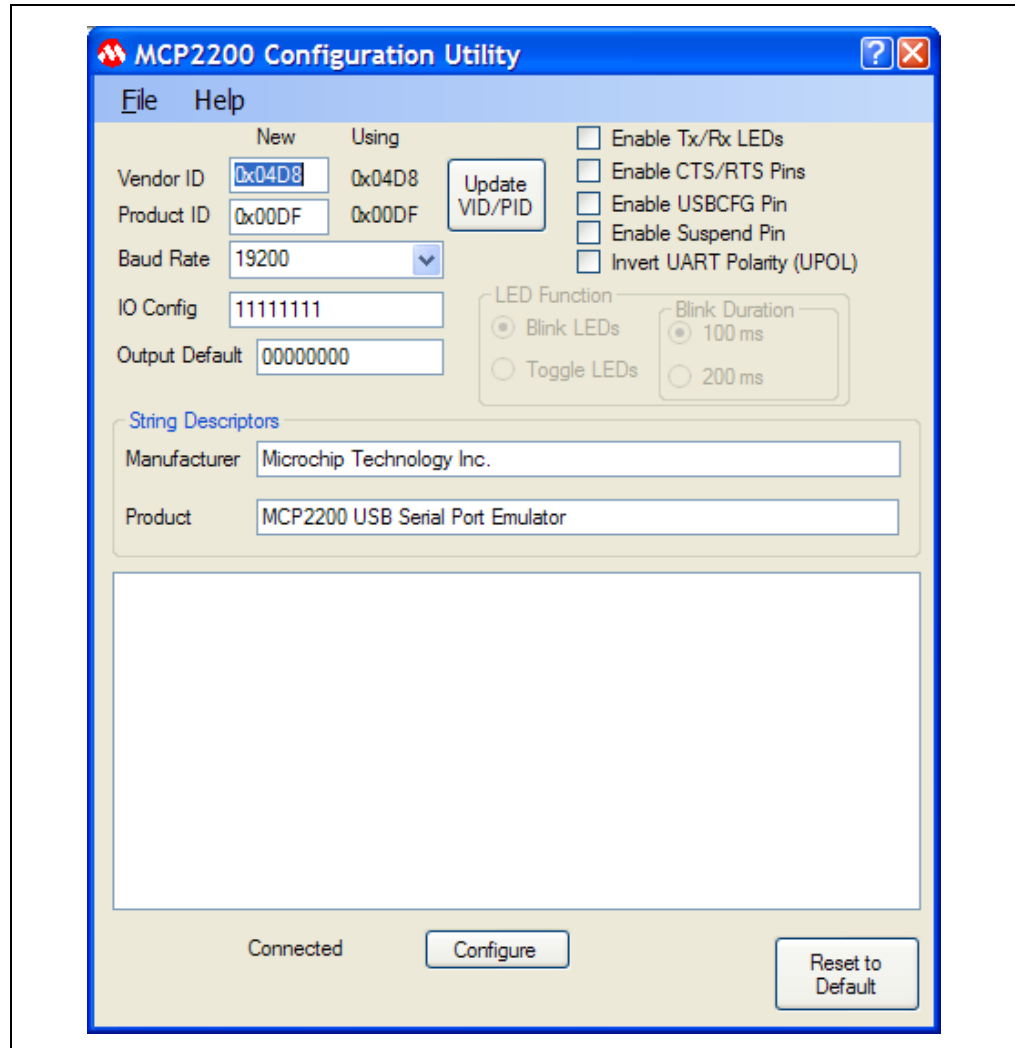 MCP2200 Configuration Utility
File Help
New Using
Vendor ID 0x04D8 0x04D8
Product ID 0x00DF 0x00DF
Update
VID/PID
Baud Rate 19200
IO Config 11111111
Output Default 00000000
Enable Tx/Rx LEDs
Enable CTS/RTS Pins
Enable USBCFG Pin
Enable Suspend Pin
Invert UART Polarity (UPOL)
LED Function
Blink LEDs
Toggle LEDs
Blink Duration
100 ms
200 ms
String Descriptors
Manufacturer Microchip Technology Inc.
Product MCP2200 USB Serial Port Emulator
Connected Configure
Reset to
Default